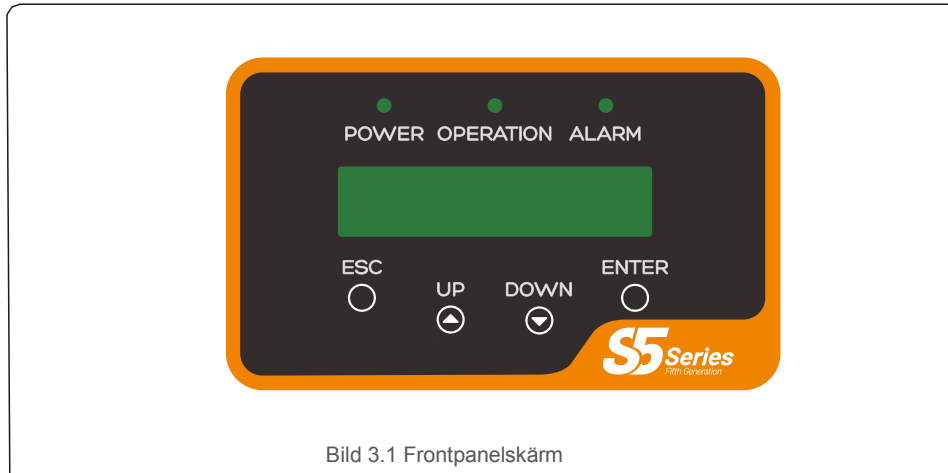 POWER OPERATION ALARM
ESC ENTER
UP DOWN
S5 Series
Fifth Generation
Bild 3.1 Frontpanelskärm